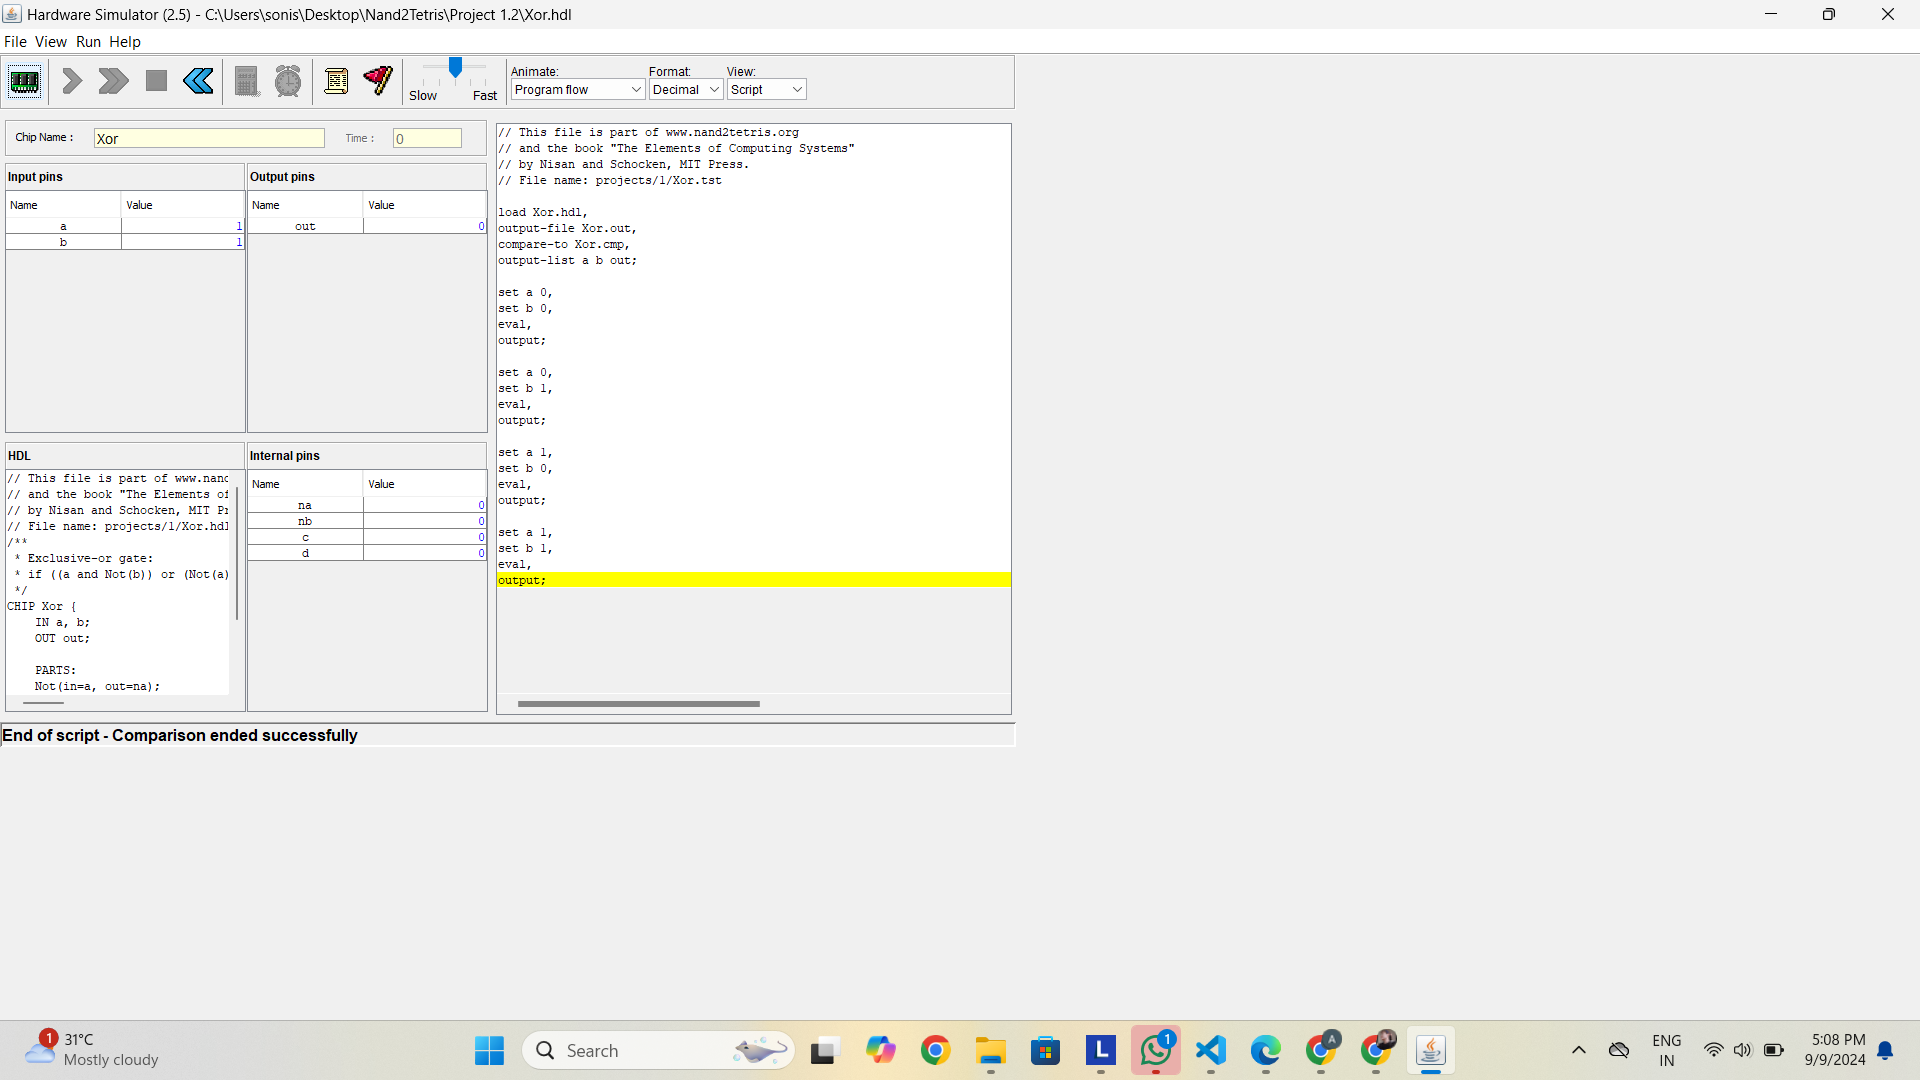 Hardware Simulator (2.5) - C:\Users\sonis\Desktop\Nand2Tetris\Project 1.2\Xor.hdl
File View Run Help
Slow Fast
Animate: Format: View:
Program flow Decimal Script
Chip Name : Xor Time : 0
Input pins
Name Value
a 1
b 1
Output pins
Name Value
out 0
HDL
// This file is part of www.nand
// and the book "The Elements of
// by Nisan and Schocken, MIT Pr
// File name: projects/1/Xor.hdl
/**
* Exclusive-or gate:
* if ((a and Not(b)) or (Not(a)
*/
CHIP Xor {
IN a, b;
OUT out;
PARTS:
Not(in=a, out=na);
Internal pins
Name Value
na 0
nb 0
c 0
d 0
// This file is part of www.nand2tetris.org
// and the book "The Elements of Computing Systems"
// by Nisan and Schocken, MIT Press.
// File name: projects/1/Xor.tst
load Xor.hdl,
output-file Xor.out,
compare-to Xor.cmp,
output-list a b out;
set a 0,
set b 0,
eval,
output;
set a 0,
set b 1,
eval,
output;
set a 1,
set b 0,
eval,
output;
set a 1,
set b 1,
eval,
output;
End of script - Comparison ended successfully
1
31°C
Mostly cloudy
Search
L
1
A
ENG
IN
5:08 PM
9/9/2024